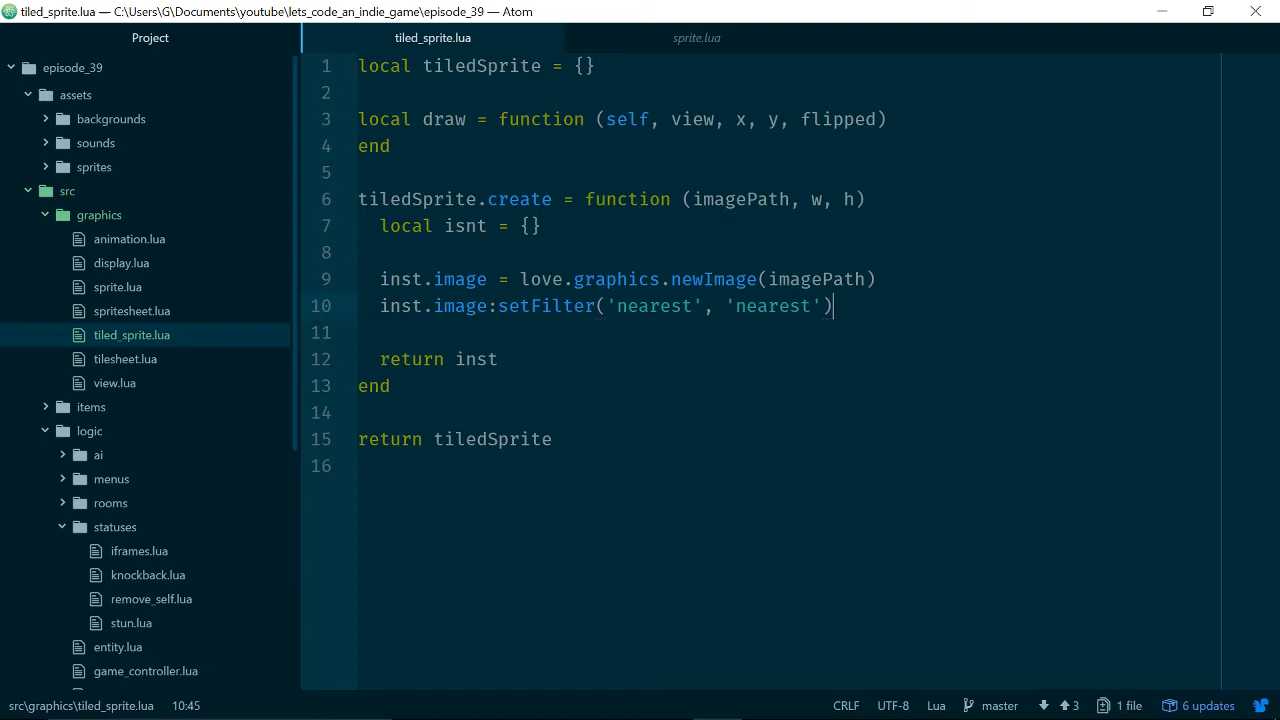 tiled_sprite.lua — C:\Users\G\Documents\youtube\lets_code_an_indie_game\episode_39 — Atom
Project
tiled_sprite.lua
sprite.lua
episode_39
assets
backgrounds
sounds
sprites
src
graphics
animation.lua
display.lua
sprite.lua
spritesheet.lua
tiled_sprite.lua
tilesheet.lua
view.lua
items
logic
ai
menus
rooms
statuses
iframes.lua
knockback.lua
remove_self.lua
stun.lua
entity.lua
game_controller.lua
1 local tiledSprite = {}
2
3 local draw = function (self, view, x, y, flipped)
4 end
5
6 tiledSprite.create = function (imagePath, w, h)
7 local isnt = {}
8
9 inst.image = love.graphics.newImage(imagePath)
10 inst.image:setFilter('nearest', 'nearest')
11
12 return inst
13 end
14
15 return tiledSprite
16
src\graphics\tiled_sprite.lua 10:45
CRLF UTF-8 Lua master 3 1 file 6 updates